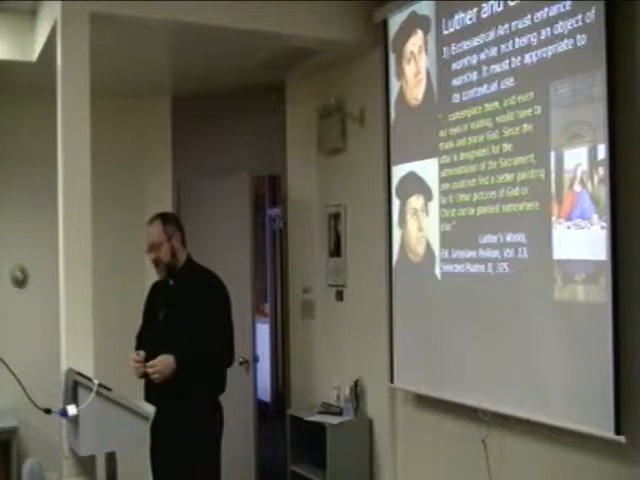 Luther and
3) Ecclesiastical Art must enhance
worship while not being an object of
worship. It must be appropriate to
its contextual use.
contemplate them, and even
our eyes in reading, would have to
thank and praise God. Since the
altar is designated for the
administration of the Sacrament,
one could not find a better painting
for it. Other pictures of God or
Christ can be painted somewhere
else"
Luther's Works,
Ed. Jaroslave Pelikan, Vol. 13,
Selected Psalms II, 375